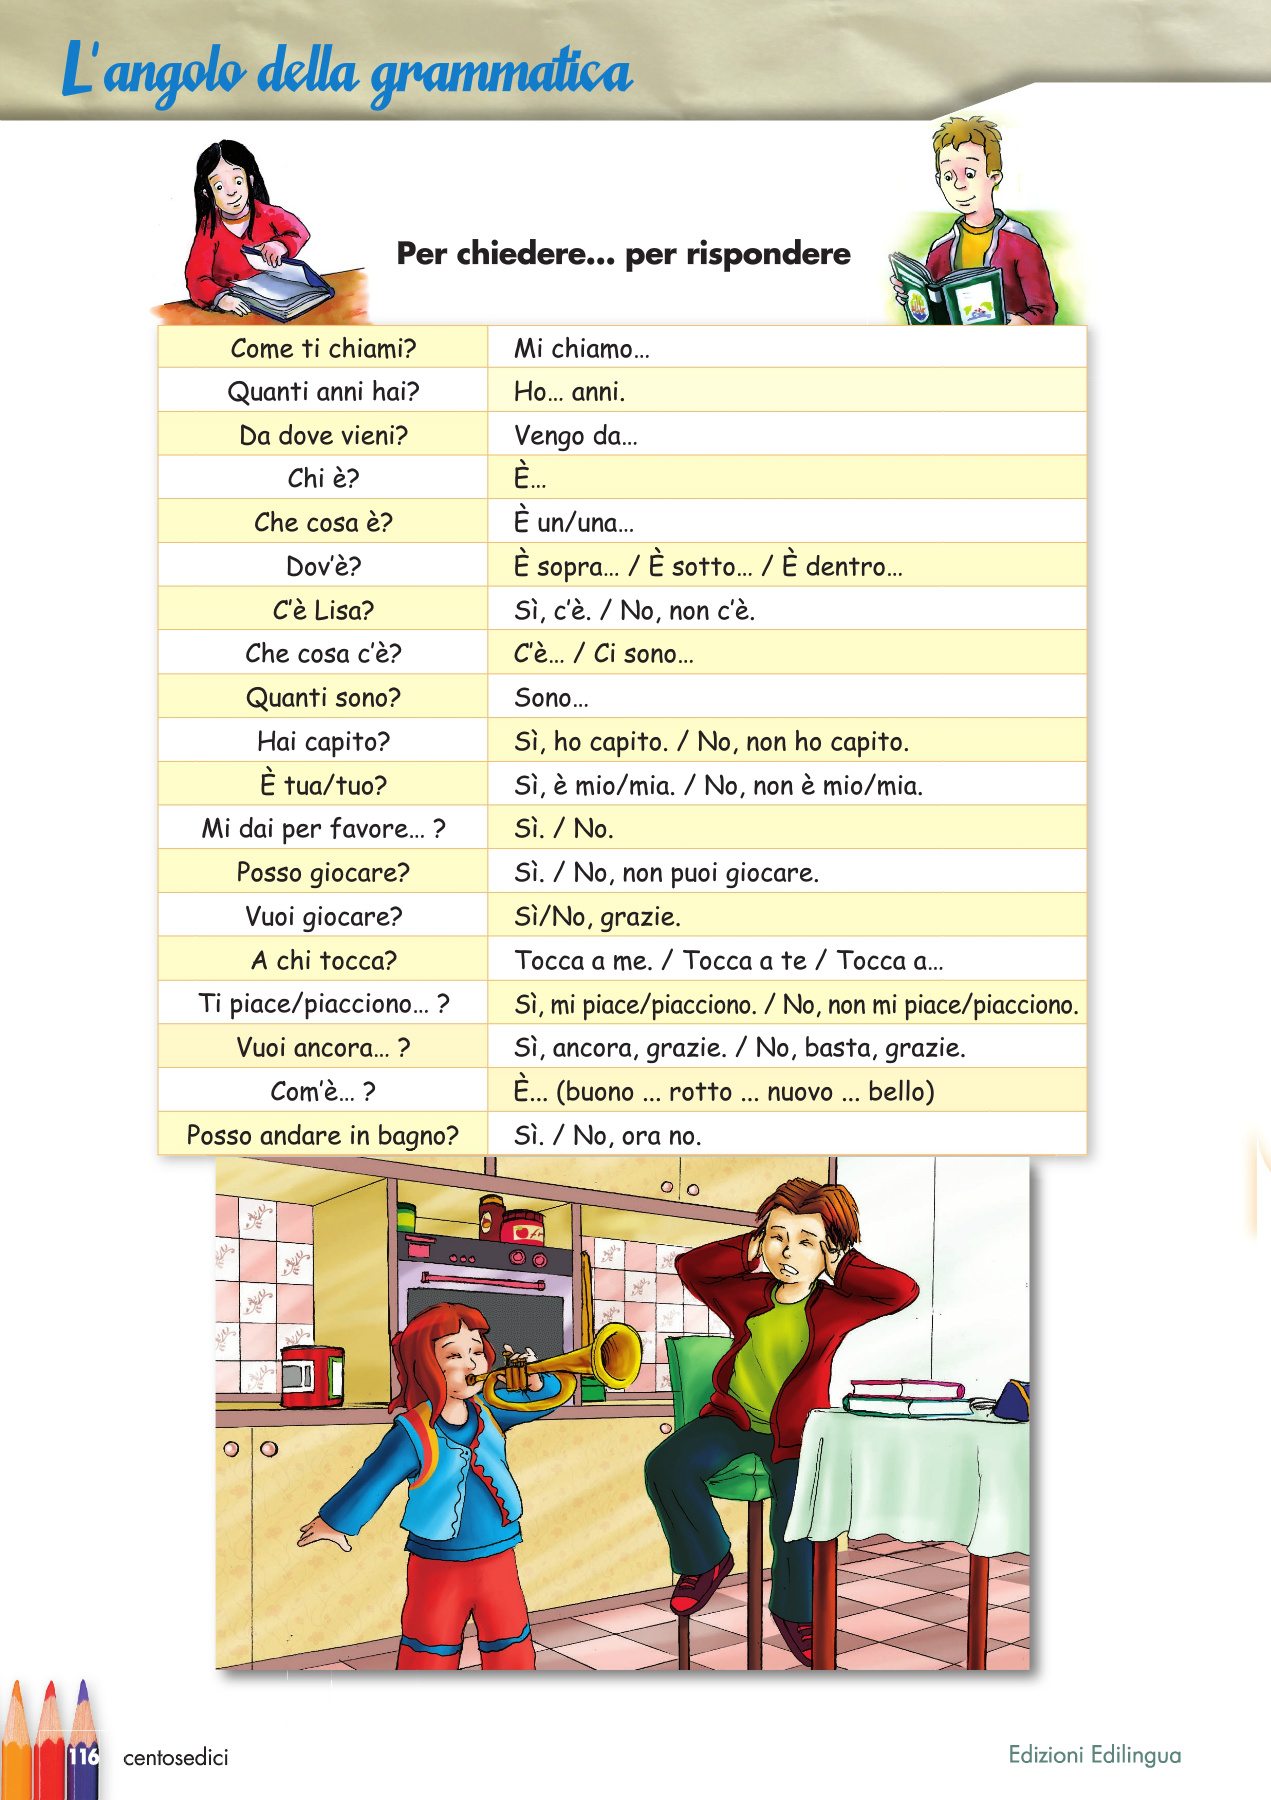 L'angolo della grammatica
Per chiedere... per rispondere
Come ti chiami? Mi chiamo...
Quanti anni hai? Ho... anni.
Da dove vieni? Vengo da...
Chi è? È...
Che cosa è? È un/una...
Dov'è? È sopra... / È sotto... / È dentro...
C'è Lisa? Sì, c'è. / No, non c'è.
Che cosa c'è? C'è... / Ci sono...
Quanti sono? Sono...
Hai capito? Sì, ho capito. / No, non ho capito.
È tua/tuo? Sì, è mio/mia. / No, non è mio/mia.
Mi dai per favore... ? Sì. / No.
Posso giocare? Sì. / No, non puoi giocare.
Vuoi giocare? Sì/No, grazie.
A chi tocca? Tocca a me. / Tocca a te / Tocca a...
Ti piace/piacciono... ? Sì, mi piace/piacciono. / No, non mi piace/piacciono.
Vuoi ancora... ? Sì, ancora, grazie. / No, basta, grazie.
Com'è... ? È... (buono ... rotto ... nuovo ... bello)
Posso andare in bagno? Sì. / No, ora no.
116 centosedici
Edizioni Edilingua